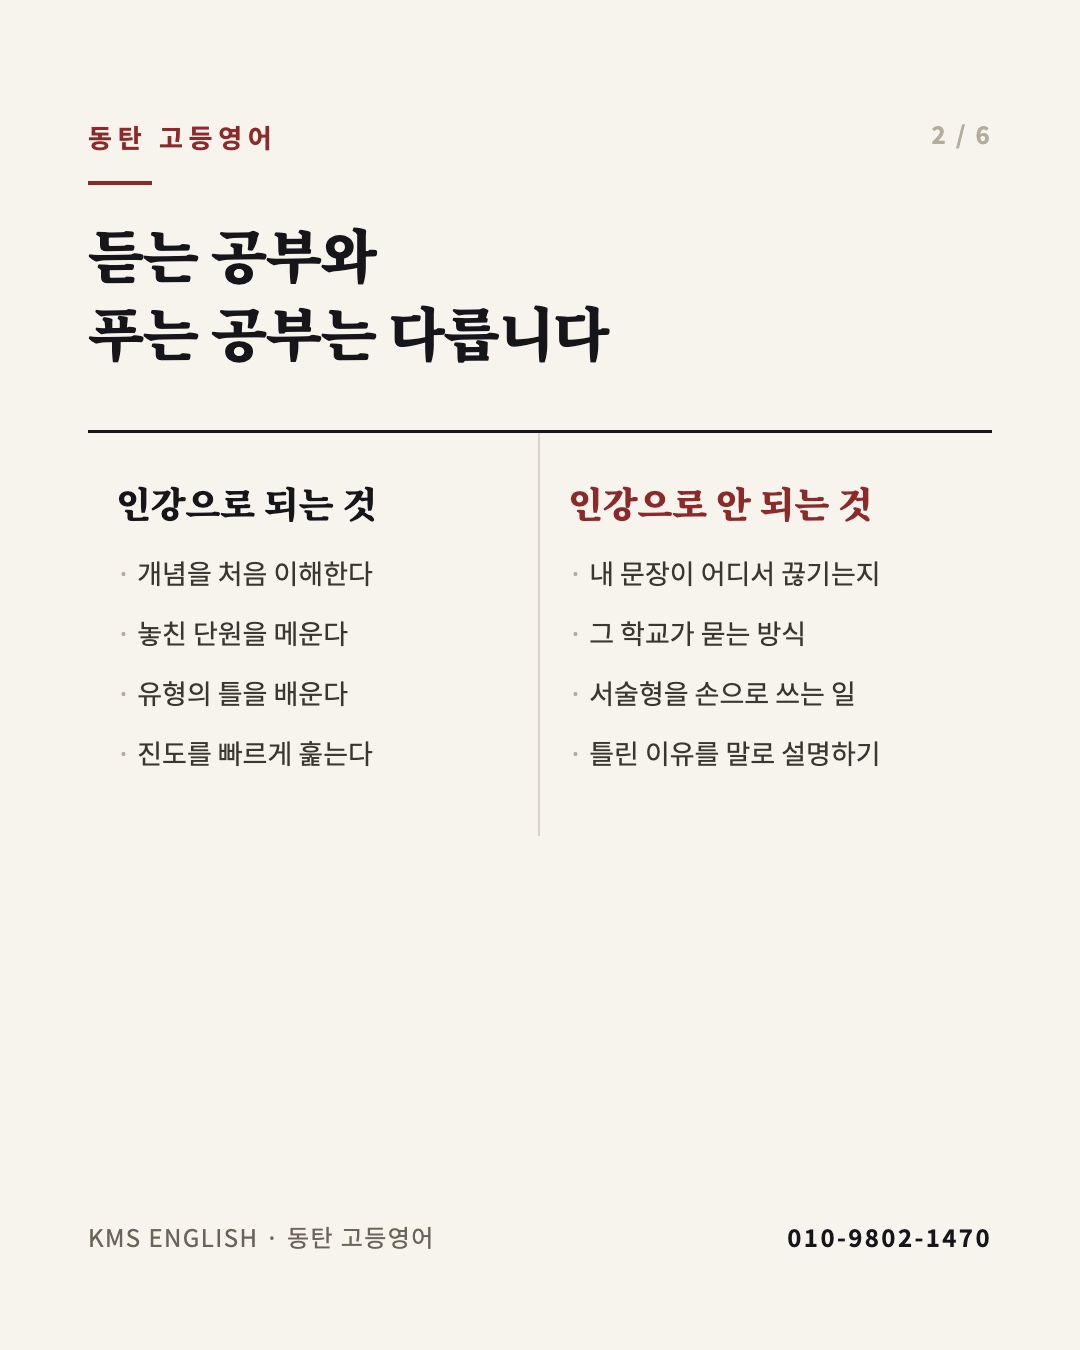 동탄 고등영어
2 / 6
듣는 공부와
푸는 공부는 다릅니다
인강으로 되는 것
· 개념을 처음 이해한다
· 놓친 단원을 메운다
· 유형의 틀을 배운다
· 진도를 빠르게 훑는다
인강으로 안 되는 것
· 내 문장이 어디서 끊기는지
· 그 학교가 묻는 방식
· 서술형을 손으로 쓰는 일
· 틀린 이유를 말로 설명하기
KMS ENGLISH · 동탄 고등영어
010-9802-1470